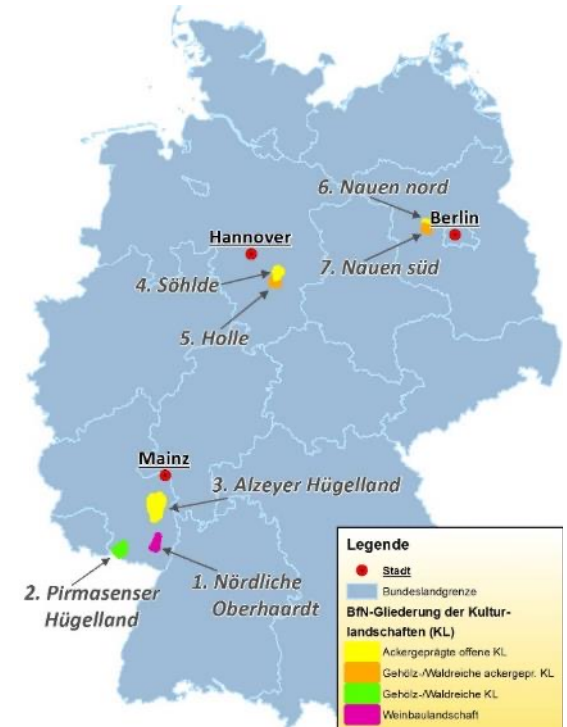 6. Nauen nord
Berlin
Hannover
7. Nauen süd
4. Söhlde
5. Holle
Mainz
3. Alzeyer Hügelland
2. Pirmasenser
Hügelland
1. Nördliche
Oberhaardt
Legende
Stadt
Bundeslandgrenze
BfN-Gliederung der Kultur-
landschaften (KL)
Ackergeprägte offene KL
Gehölz-/Waldreiche ackergepr. KL
Gehölz-/Waldreiche KL
Weinbaulandschaft